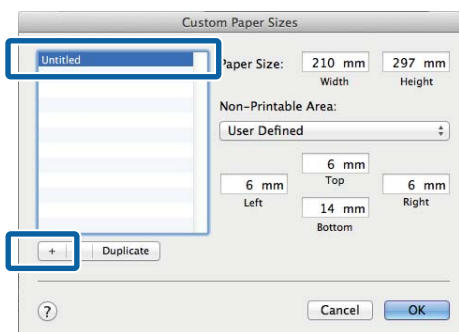 Custom Paper Sizes
Untitled
Paper Size:
210 mm
297 mm
Width
Height
Non-Printable Area:
User Defined
6 mm
Top
6 mm
6 mm
Left
Right
14 mm
Bottom
+
Duplicate
?
Cancel
OK